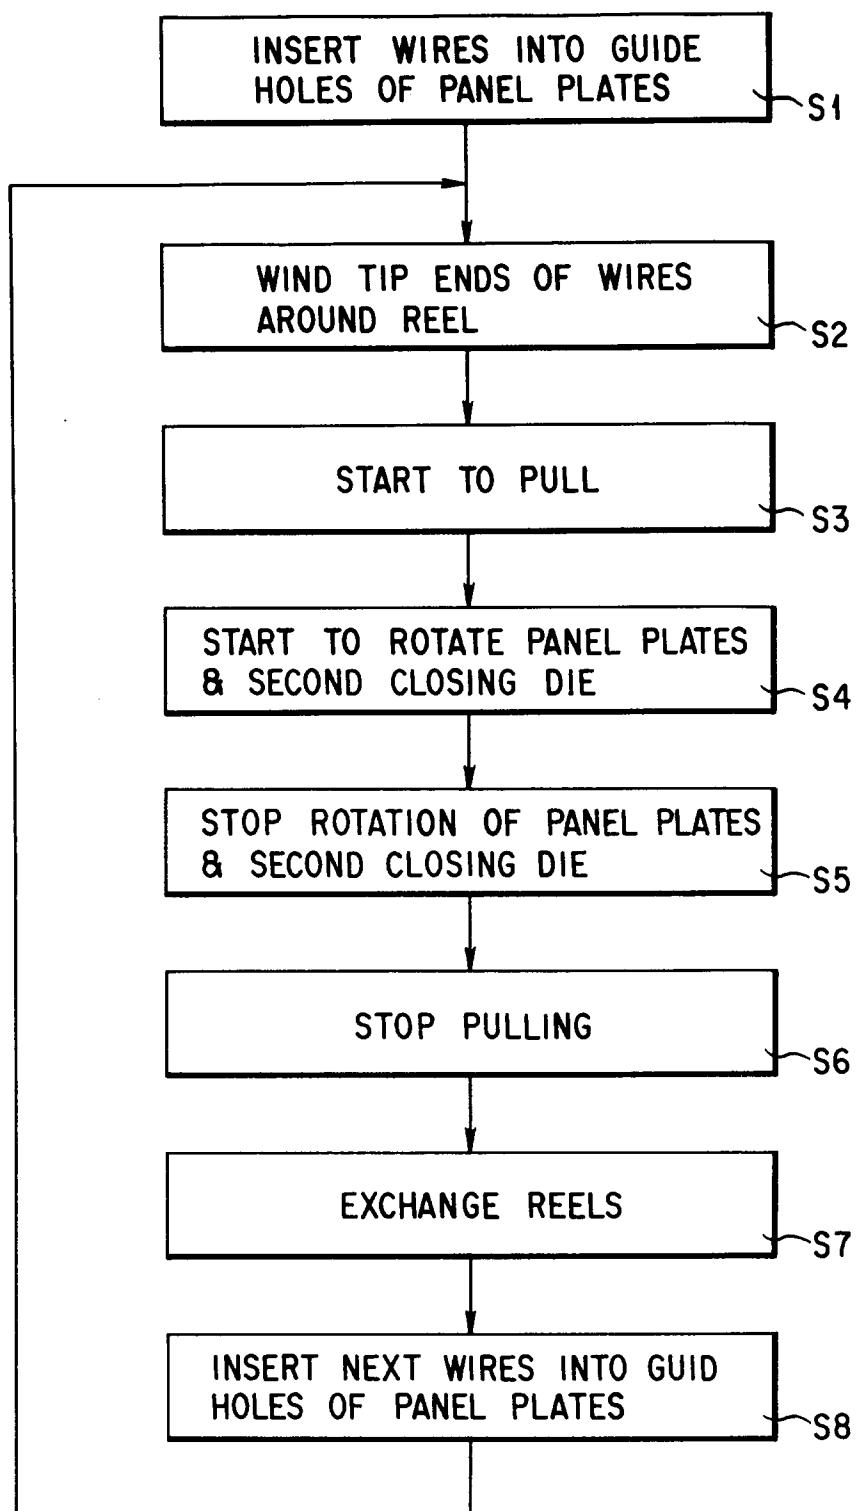 INSERT WIRES INTO GUIDE
HOLES OF PANEL PLATES
S1
WIND TIP ENDS OF WIRES
AROUND REEL
S2
START TO PULL
S3
START TO ROTATE PANEL PLATES
& SECOND CLOSING DIE
S4
STOP ROTATION OF PANEL PLATES
& SECOND CLOSING DIE
S5
STOP PULLING
S6
EXCHANGE REELS
S7
INSERT NEXT WIRES INTO GUID
HOLES OF PANEL PLATES
S8